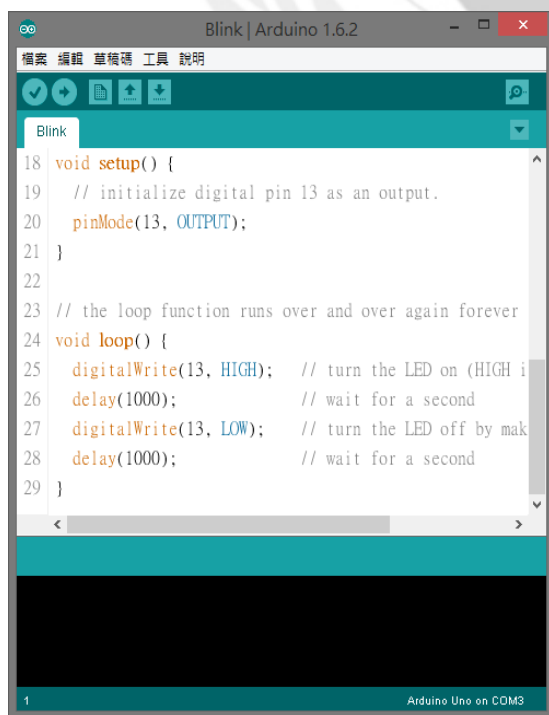 Blink | Arduino 1.6.2
檔案 編輯 草稿碼 工具 說明
Blink
18 void setup() {
19 // initialize digital pin 13 as an output.
20 pinMode(13, OUTPUT);
21 }
22
23 // the loop function runs over and over again forever
24 void loop() {
25 digitalWrite(13, HIGH); // turn the LED on (HIGH i
26 delay(1000); // wait for a second
27 digitalWrite(13, LOW); // turn the LED off by mak
28 delay(1000); // wait for a second
29 }
1 Arduino Uno on COM3